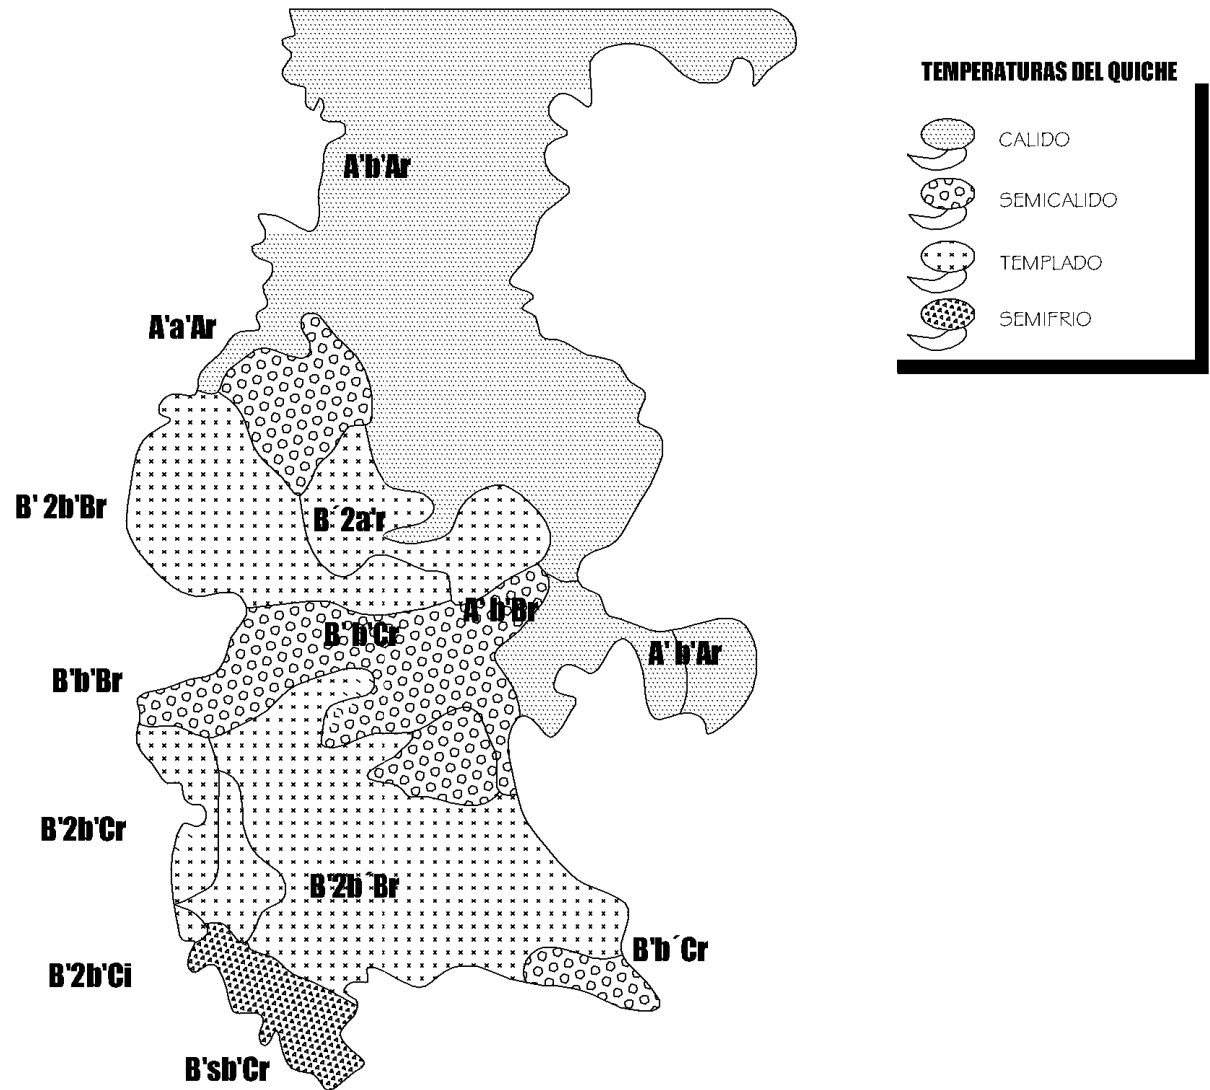 TEMPERATURAS DEL QUICHE
CALIDO
SEMICALIDO
TEMPLADO
SEMIFRIO
A'b'Ar
A'a'Ar
B' 2b'Br
B´2a'r
A' b'Br
B' b'Cr
A' b'Ar
B'b'Br
B'2b'Cr
B'2b´Br
B'b´Cr
B'2b'Ci
B'sb'Cr